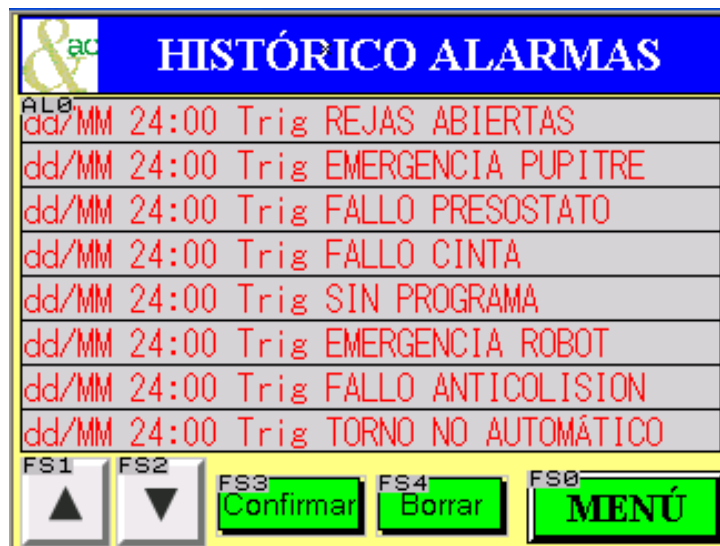 &ac HISTÓRICO ALARMAS
AL0
dd/MM 24:00 Trig REJAS ABIERTAS
dd/MM 24:00 Trig EMERGENCIA PUPITRE
dd/MM 24:00 Trig FALLO PRESOSTATO
dd/MM 24:00 Trig FALLO CINTA
dd/MM 24:00 Trig SIN PROGRAMA
dd/MM 24:00 Trig EMERGENCIA ROBOT
dd/MM 24:00 Trig FALLO ANTICOLISION
dd/MM 24:00 Trig TORNO NO AUTOMÁTICO
FS1 FS2 FS3 FS4 FS0
Confirmar Borrar MENÚ